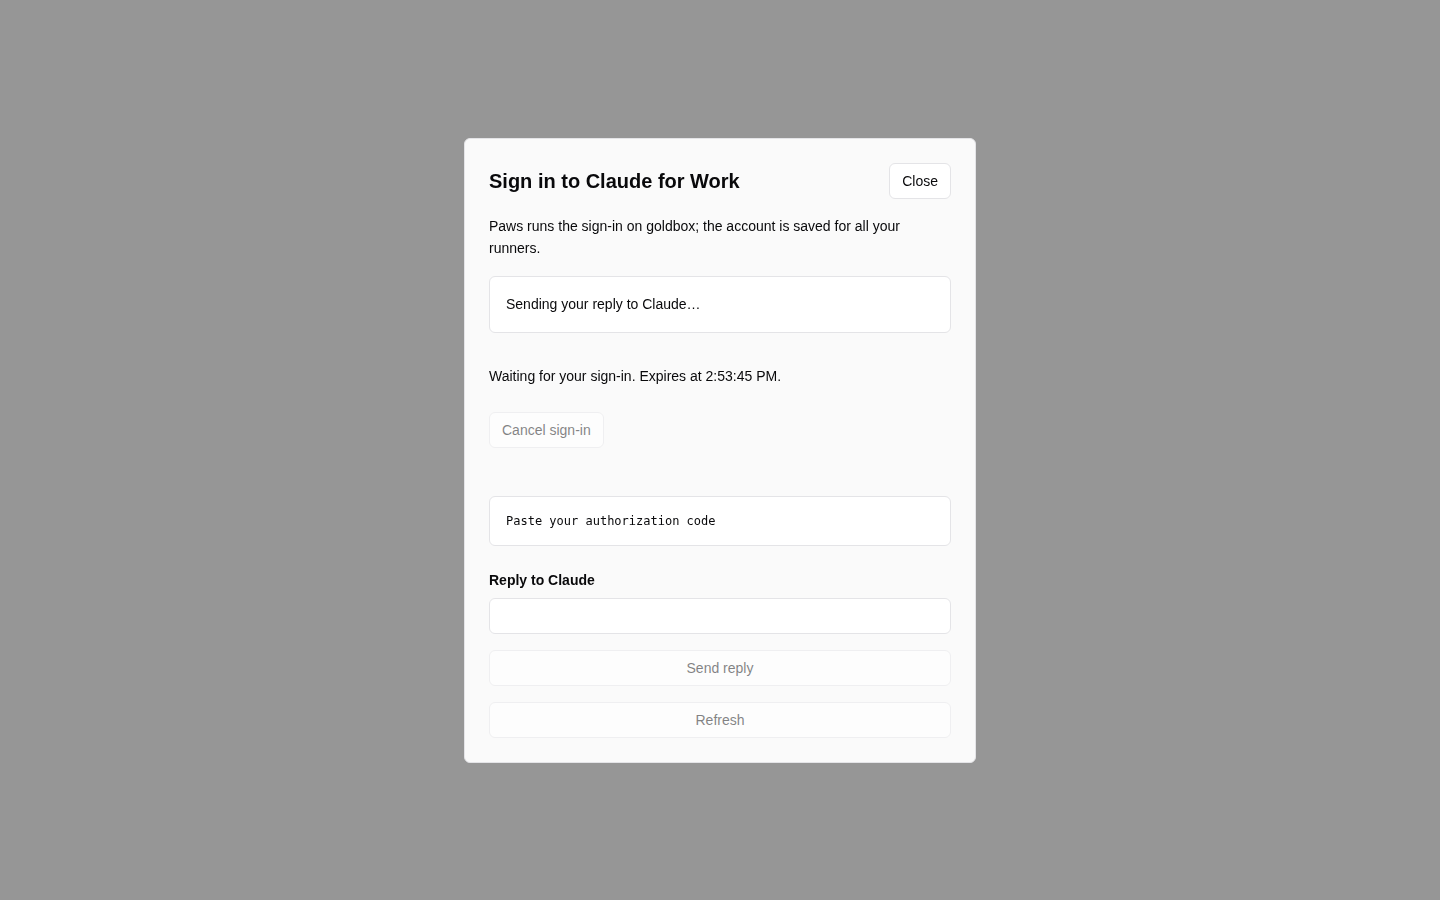 Sign in to Claude for Work
Close
Paws runs the sign-in on goldbox; the account is saved for all your
runners.
Sending your reply to Claude…
Waiting for your sign-in. Expires at 2:53:45 PM.
Cancel sign-in
Paste your authorization code
Reply to Claude
Send reply
Refresh